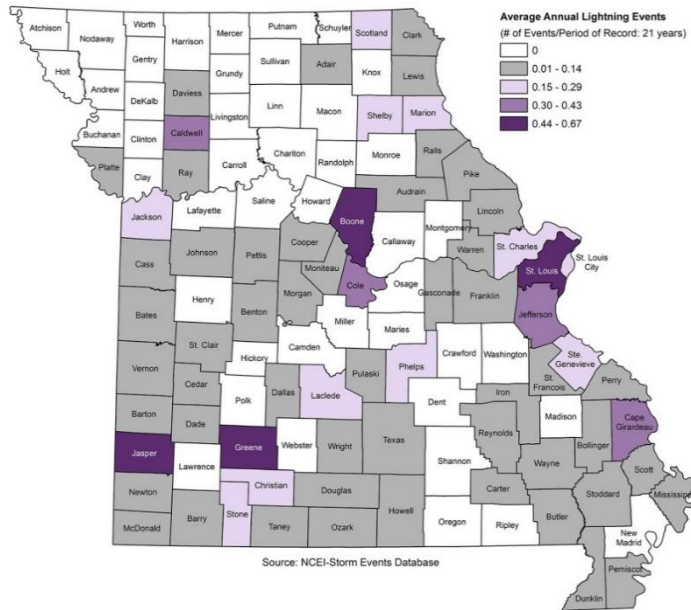 Average Annual Lightning Events
(# of Events/Period of Record: 21 years)
0
0.01 - 0.14
0.15 - 0.29
0.30 - 0.43
0.44 - 0.67
Atchison
Nodaway
Worth
Harrison
Mercer
Putnam
Schuyler
Scotland
Clark
Holt
Gentry
Grundy
Sullivan
Adair
Knox
Lewis
Andrew
DeKalb
Daviess
Livingston
Linn
Macon
Shelby
Marion
Buchanan
Clinton
Caldwell
Chariton
Randolph
Monroe
Ralls
Platte
Clay
Ray
Carroll
Pike
Audrain
Jackson
Lafayette
Saline
Howard
Boone
Callaway
Montgomery
Lincoln
Warren
St. Charles
St. Louis
St. Louis
City
Cass
Johnson
Pettis
Cooper
Moniteau
Cole
Osage
Gasconade
Franklin
Jefferson
Bates
Henry
Benton
Morgan
Miller
Maries
Camden
Vernon
St. Clair
Hickory
Pulaski
Phelps
Crawford
Washington
Ste.
Genevieve
St.
Francois
Perry
Barton
Cedar
Polk
Dallas
Laclede
Dent
Iron
Madison
Cape
Girardeau
Dade
Jasper
Greene
Webster
Wright
Texas
Reynolds
Bollinger
Lawrence
Shannon
Wayne
Scott
Newton
Christian
Douglas
Howell
Carter
Stoddard
Mississippi
McDonald
Barry
Stone
Taney
Ozark
Oregon
Ripley
Butler
New
Madrid
Pemiscot
Dunklin
Source: NCEI-Storm Events Database